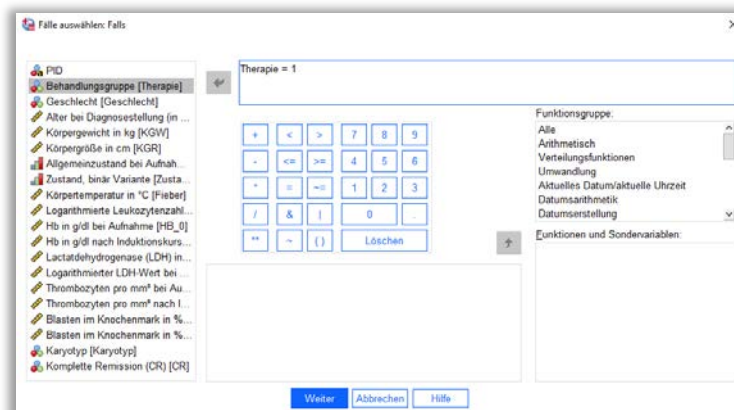 Fälle auswählen: Falls
PID
Behandlungsgruppe [Therapie]
Geschlecht [Geschlecht]
Alter bei Diagnosestellung (in ...
Körpergewicht in kg [KGW]
Körpergröße in cm [KGR]
Allgemeinzustand bei Aufnah...
Zustand, binär Variante [Zusta...
Körpertemperatur in °C [Fieber]
Logarithmierte Leukozytenzahl...
Hb in g/dl bei Aufnahme [HB_0]
Hb in g/dl nach Induktionskurs...
Lactatdehydrogenase (LDH) in...
Logarithmierter LDH-Wert bei ...
Thrombozyten pro mm³ bei Au...
Thrombozyten pro mm³ nach I...
Blasten im Knochenmark in %...
Blasten im Knochenmark in %...
Karyotyp [Karyotyp]
Komplette Remission (CR) [CR]
Therapie = 1
+ < > 7 8 9
- <= >= 4 5 6
* = ~= 1 2 3
/ & | 0 .
** ~ ( ) Löschen
Funktionsgruppe:
Alle
Arithmetisch
Verteilungsfunktionen
Umwandlung
Aktuelles Datum/aktuelle Uhrzeit
Datumsarithmetik
Datumserstellung
Funktionen und Sondervariablen:
Weiter Abbrechen Hilfe